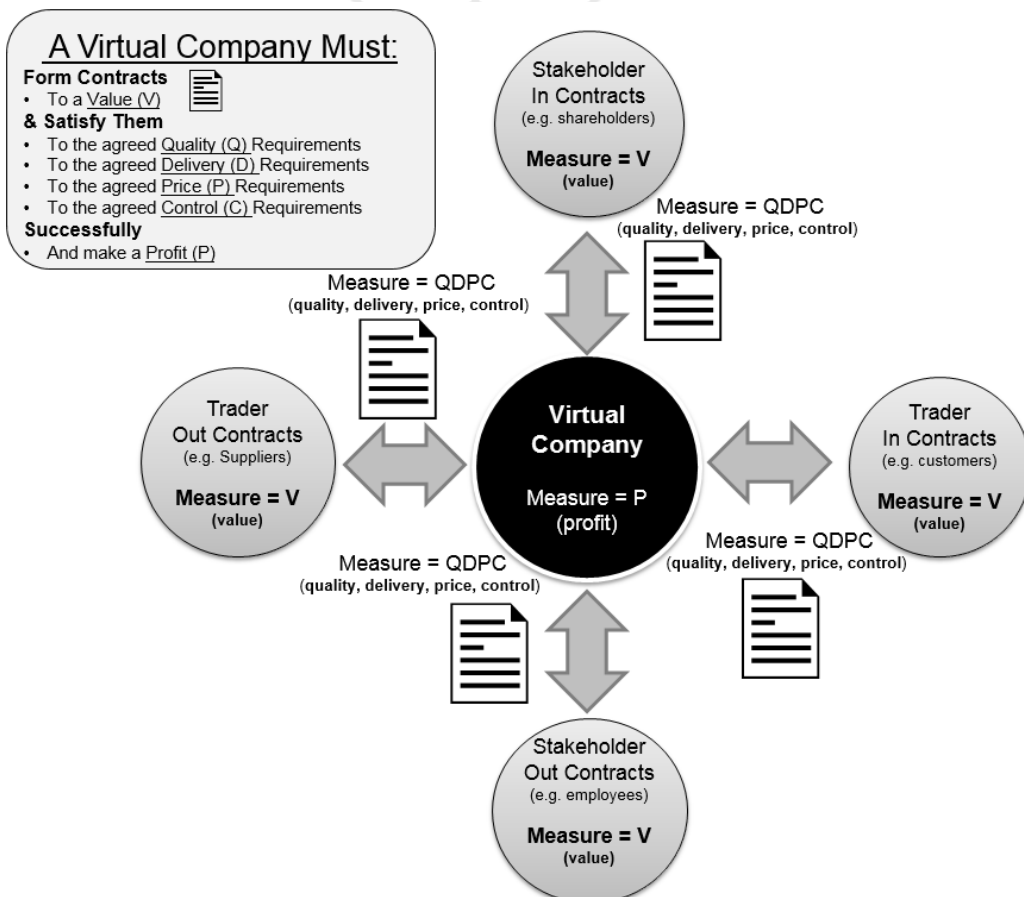 A Virtual Company Must:
Form Contracts
• To a Value (V)
& Satisfy Them
• To the agreed Quality (Q) Requirements
• To the agreed Delivery (D) Requirements
• To the agreed Price (P) Requirements
• To the agreed Control (C) Requirements
Successfully
• And make a Profit (P)
Stakeholder
In Contracts
(e.g. shareholders)
Measure = V
(value)
Measure = QDPC
(quality, delivery, price, control)
Measure = QDPC
(quality, delivery, price, control)
Trader
Out Contracts
(e.g. Suppliers)
Measure = V
(value)
Virtual
Company
Measure = P
(profit)
Trader
In Contracts
(e.g. customers)
Measure = V
(value)
Measure = QDPC
(quality, delivery, price, control)
Measure = QDPC
(quality, delivery, price, control)
Stakeholder
Out Contracts
(e.g. employees)
Measure = V
(value)